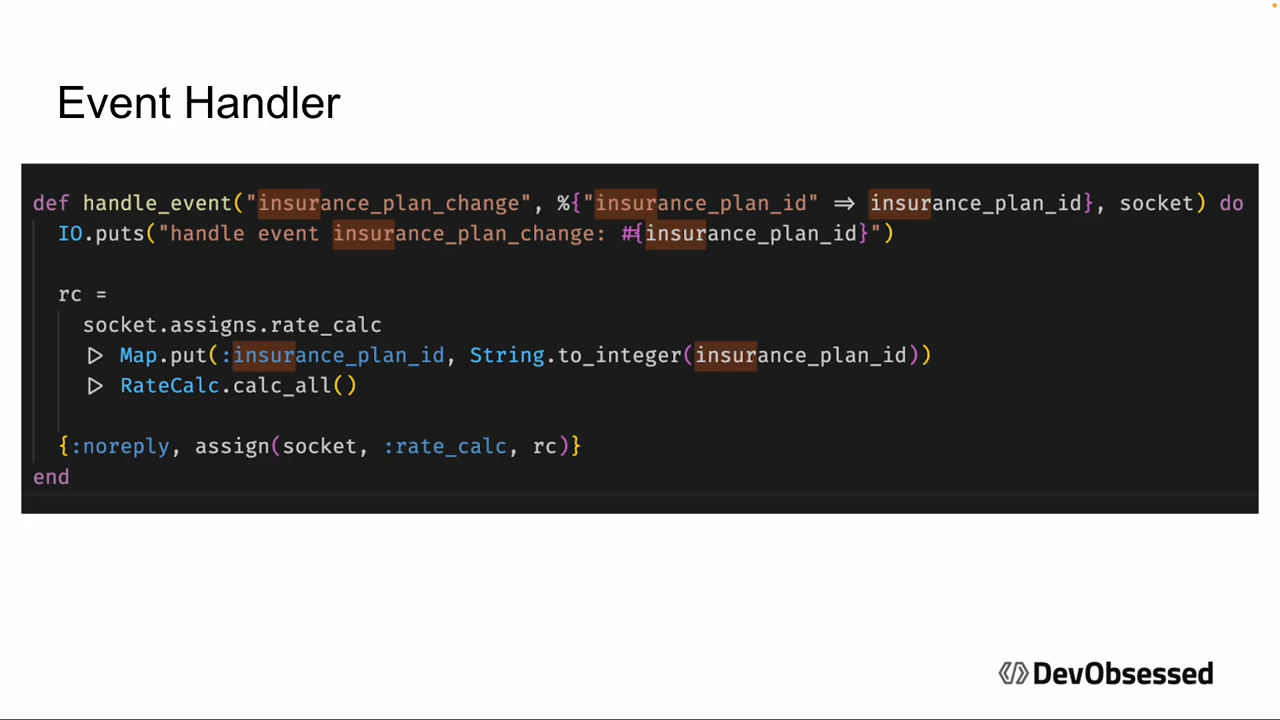 Event Handler
def handle_event("insurance_plan_change", %{"insurance_plan_id" => insurance_plan_id}, socket) do
IO.puts("handle event insurance_plan_change: #{insurance_plan_id}")
rc =
socket.assigns.rate_calc
|> Map.put(:insurance_plan_id, String.to_integer(insurance_plan_id))
|> RateCalc.calc_all()
{:noreply, assign(socket, :rate_calc, rc)}
end
</> DevObsessed